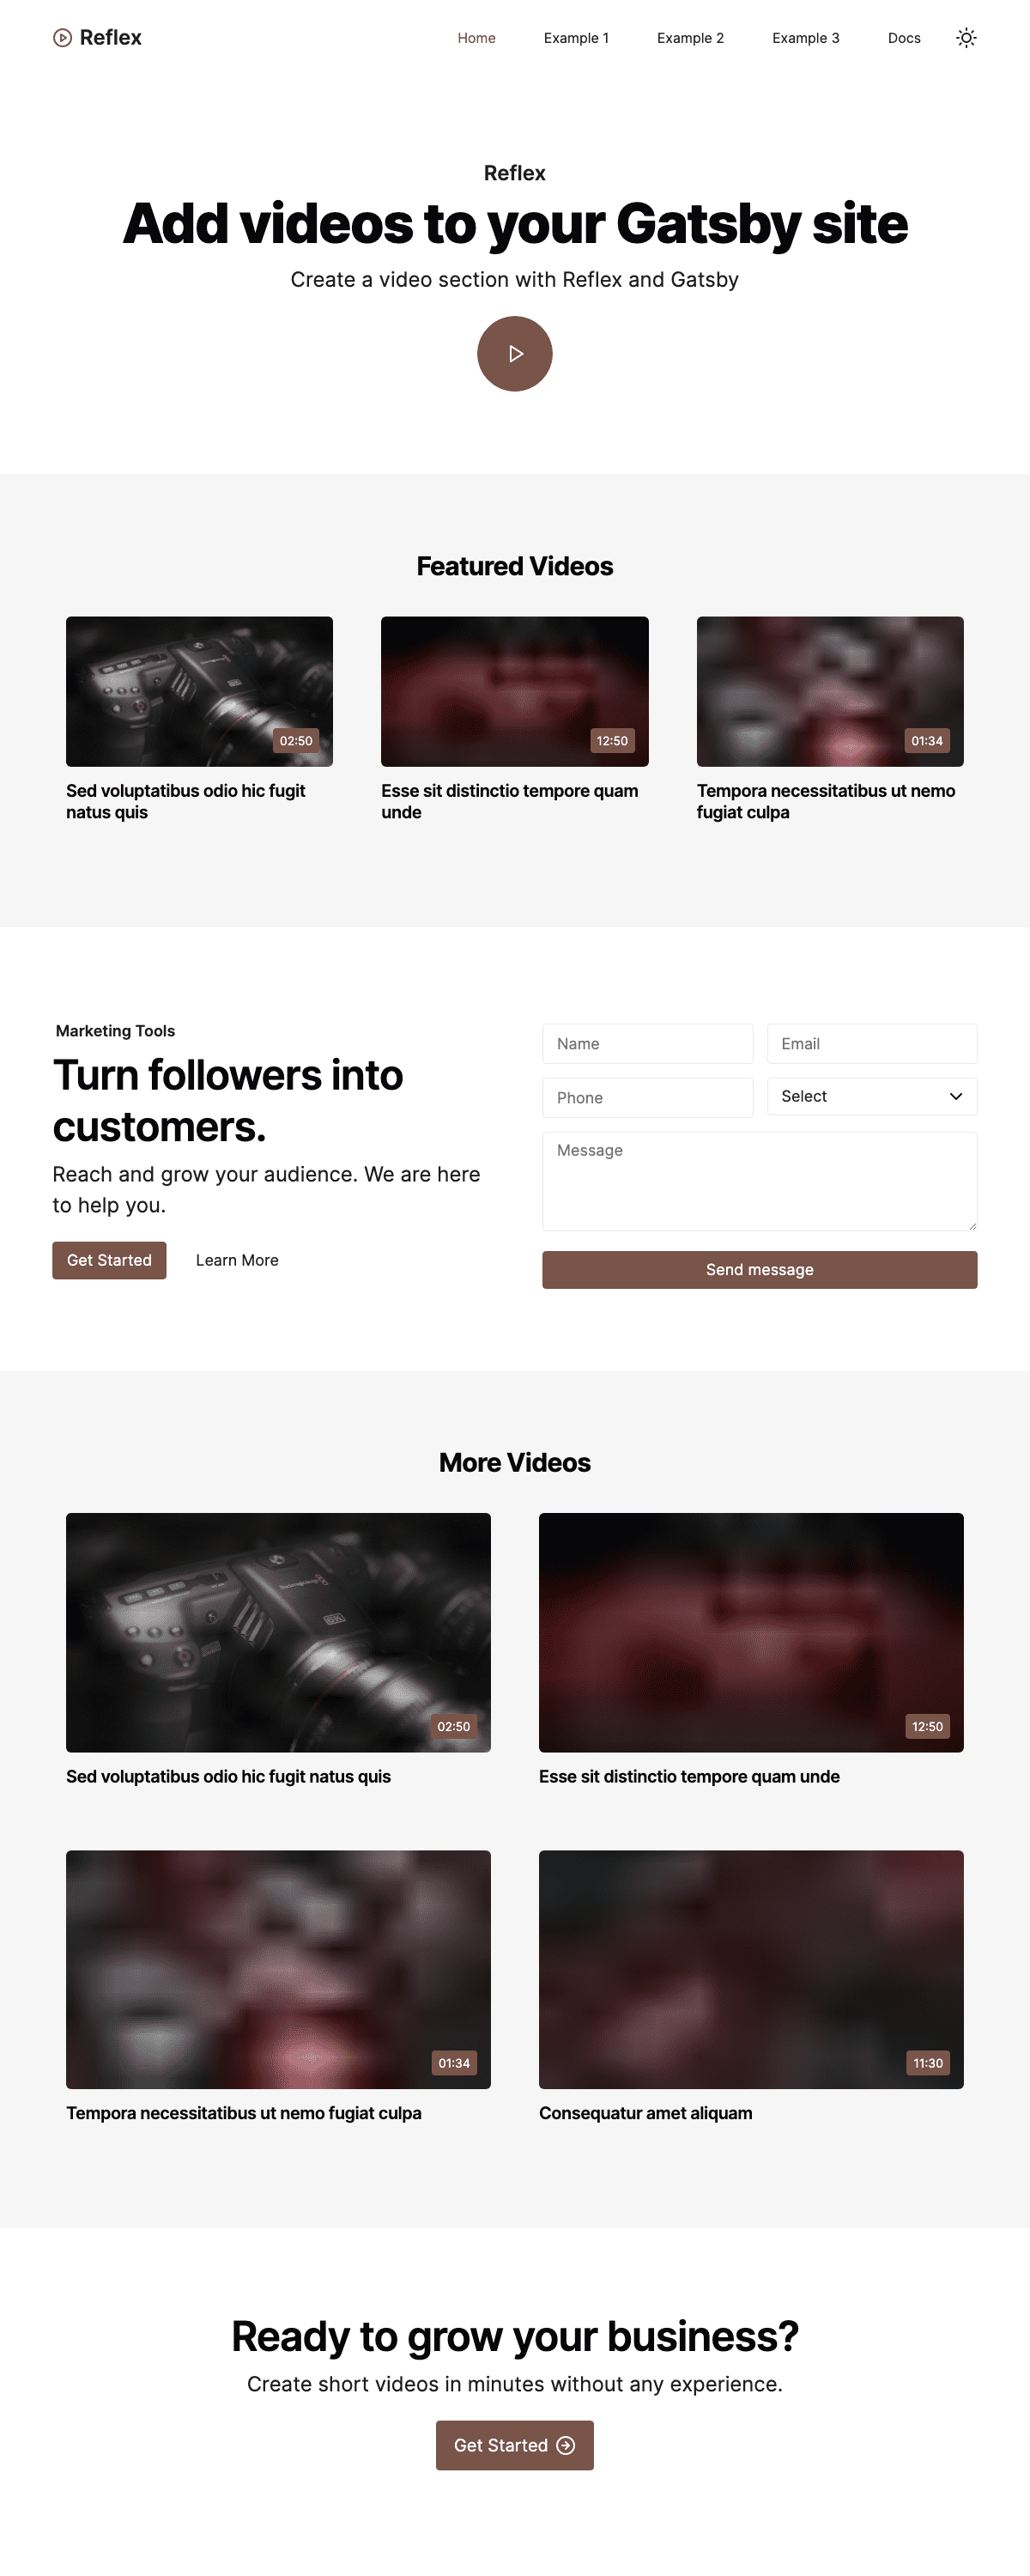 Reflex
Home
Example 1
Example 2
Example 3
Docs
Reflex
Add videos to your Gatsby site
Create a video section with Reflex and Gatsby
Featured Videos
02:50
12:50
01:34
Sed voluptatibus odio hic fugit
natus quis
Esse sit distinctio tempore quam
unde
Tempora necessitatibus ut nemo
fugiat culpa
Marketing Tools
Turn followers into
customers.
Reach and grow your audience. We are here
to help you.
Get Started
Learn More
Name
Email
Phone
Select
Message
Send message
More Videos
6K
02:50
12:50
Sed voluptatibus odio hic fugit natus quis
Esse sit distinctio tempore quam unde
01:34
11:30
Tempora necessitatibus ut nemo fugiat culpa
Consequatur amet aliquam
Ready to grow your business?
Create short videos in minutes without any experience.
Get Started